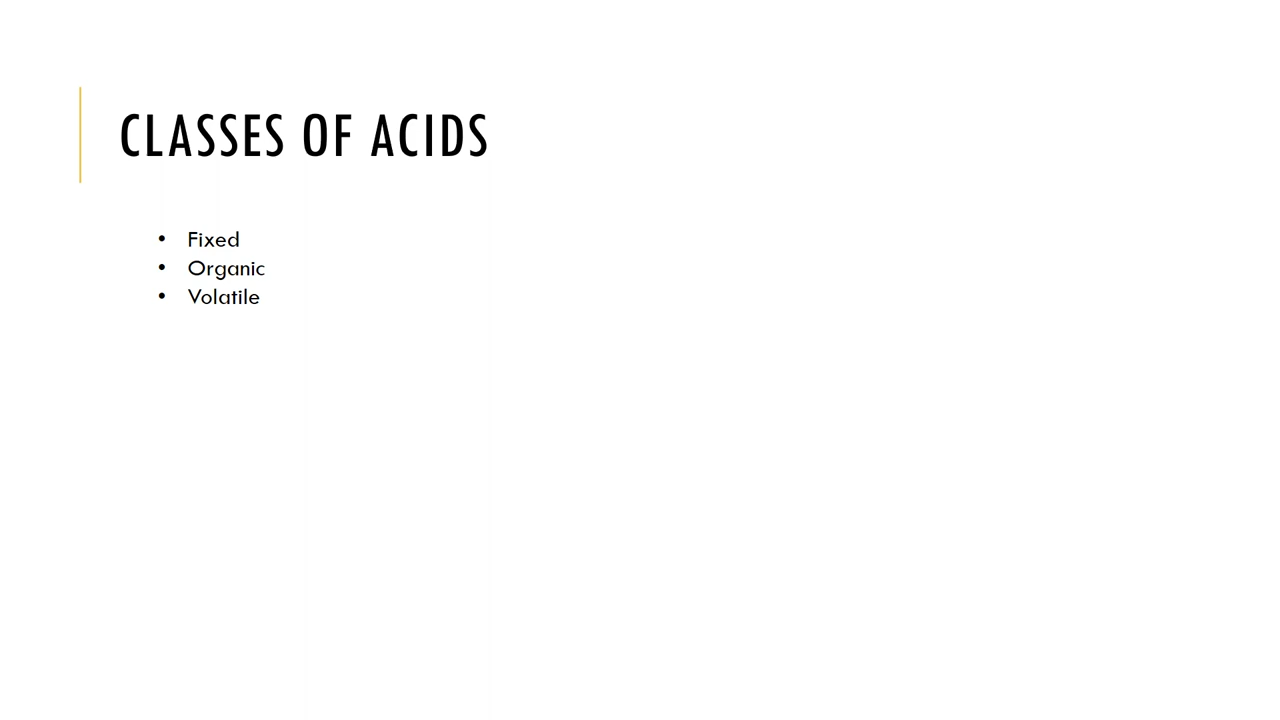 CLASSES OF ACIDS
• Fixed
• Organic
• Volatile